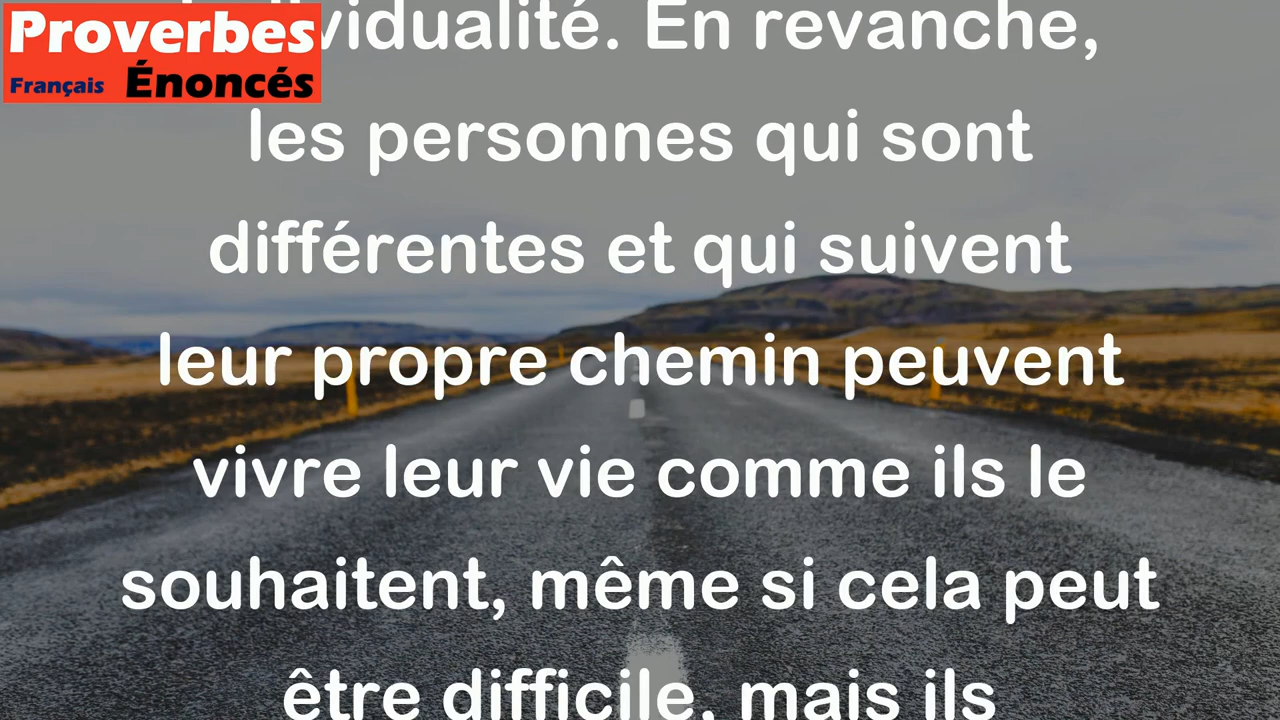 Proverbes
Français Énoncés
individualité. En revanche,
les personnes qui sont
différentes et qui suivent
leur propre chemin peuvent
vivre leur vie comme ils le
souhaitent, même si cela peut
être difficile, mais ils